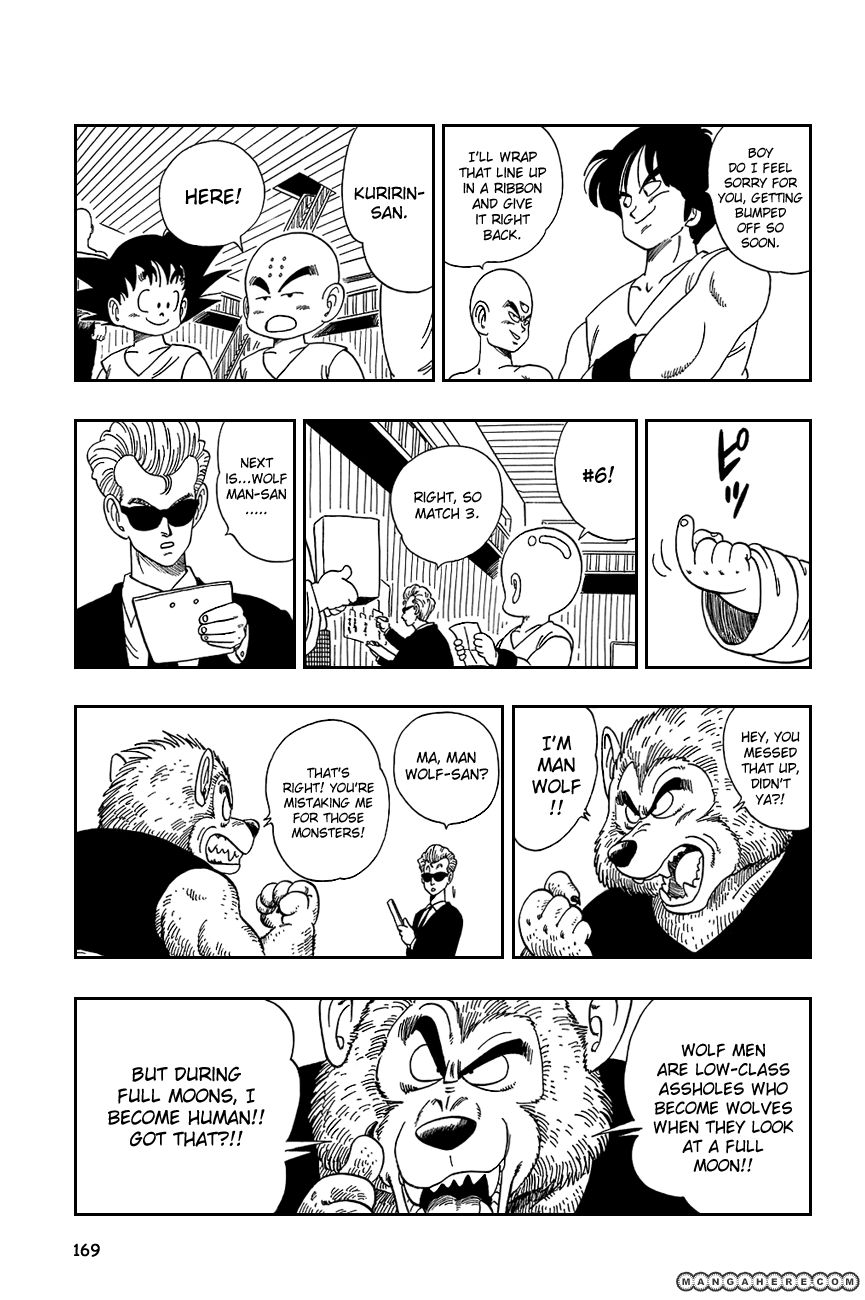 BOY
DO I FEEL
SORRY FOR
YOU, GETTING
BUMPED
OFF SO
SOON.
I'LL WRAP
THAT LINE UP
IN A RIBBON
AND GIVE
IT RIGHT
BACK.
KURIRIN-
SAN.
HERE!
ピッ
#6!
RIGHT, SO
MATCH 3.
NEXT
IS...WOLF
MAN-SAN
.....
HEY, YOU
MESSED
THAT UP,
DIDN'T
YA?!
I'M
MAN
WOLF
!!
MA, MAN
WOLF-SAN?
THAT'S
RIGHT! YOU'RE
MISTAKING ME
FOR THOSE
MONSTERS!
WOLF MEN
ARE LOW-CLASS
ASSHOLES WHO
BECOME WOLVES
WHEN THEY LOOK
AT A FULL
MOON!!
BUT DURING
FULL MOONS, I
BECOME HUMAN!!
GOT THAT?!!
169
MANGAHERE.COM